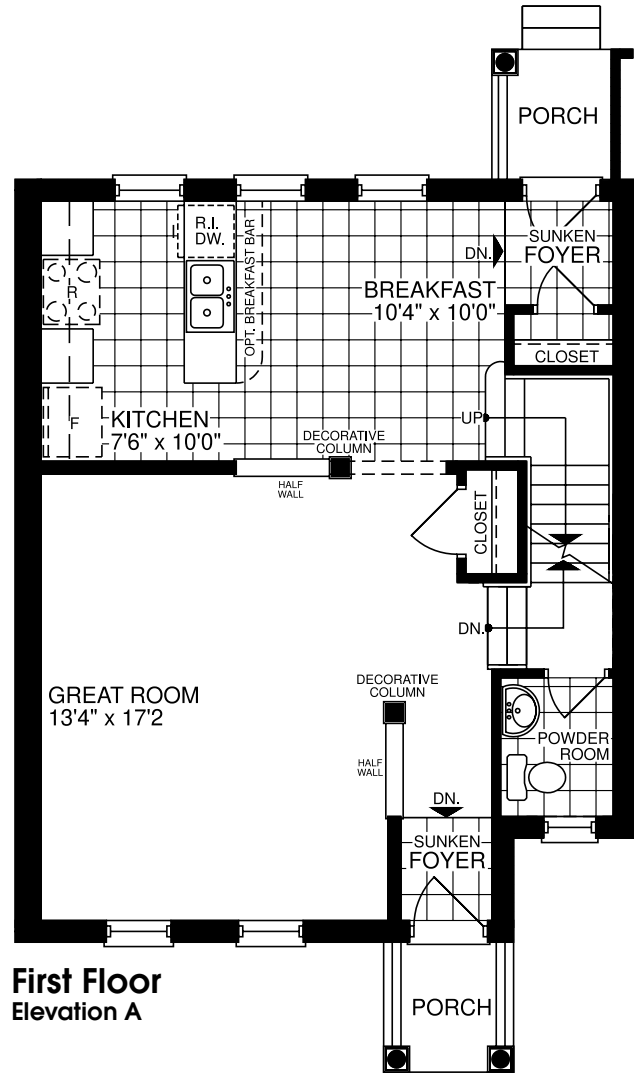 PORCH
R.I.
DW.
OPT. BREAKFAST BAR
SUNKEN
FOYER
DN.
BREAKFAST
10'4" x 10'0"
R
CLOSET
F
KITCHEN
7'6" x 10'0"
UP
DECORATIVE
COLUMN
HALF
WALL
CLOSET
DN.
GREAT ROOM
13'4" x 17'2
DECORATIVE
COLUMN
POWDER
ROOM
HALF
WALL
DN.
SUNKEN
FOYER
First Floor
Elevation A
PORCH